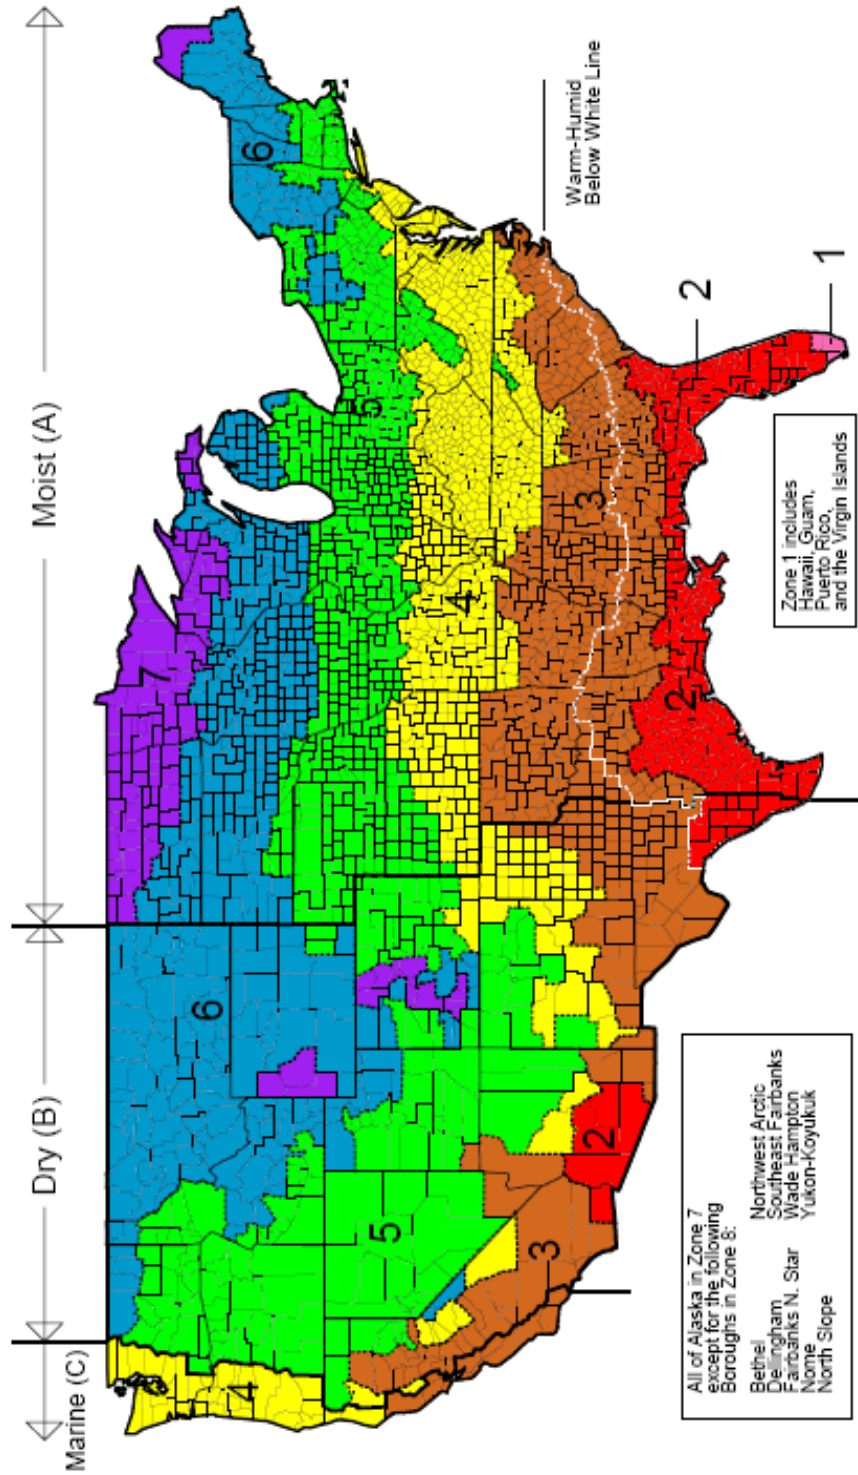 Marine (C)
Dry (B)
Moist (A)
7
6
6
5
5
4
4
3
3
2
2
2
1
Warm-Humid
Below White Line
All of Alaska in Zone 7
except for the following
Boroughs in Zone 8:
Bethel
Dellingham
Fairbanks N. Star
Nome
North Slope
Northwest Arctic
Southeast Fairbanks
Wade Hampton
Yukon-Koyukuk
Zone 1 includes
Hawaii, Guam,
Puerto Rico,
and the Virgin Islands